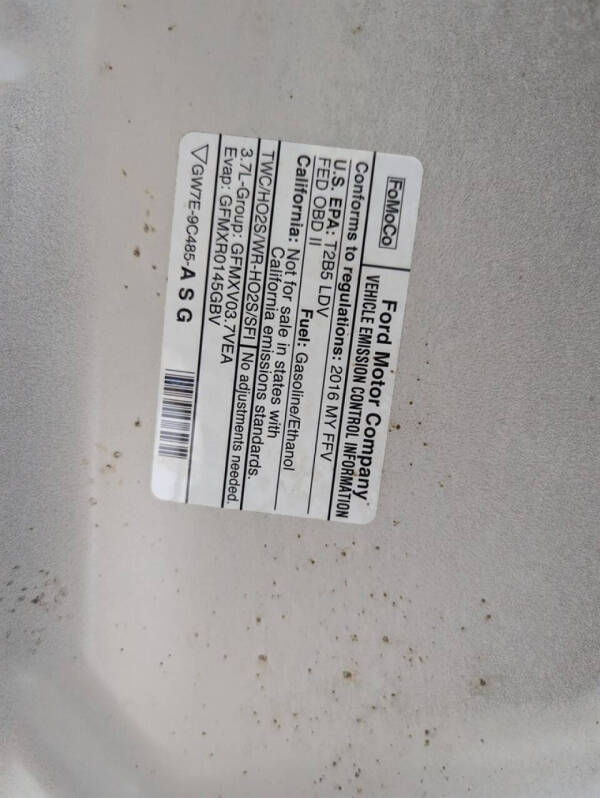 FoMoCo
Ford Motor Company
VEHICLE EMISSION CONTROL INFORMATION
Conforms to regulations: 2016 MY FFV
U.S. EPA: T2B5 LDV
FED OBD II
Fuel: Gasoline/Ethanol
California: Not for sale in states with
California emissions standards.
TWC/HO2S/WR-HO2S/SFI No adjustments needed.
3.7L-Group: GFMXV03.7VEA
Evap: GFMXR0145GBV
▽GW7E-9C485-A S G